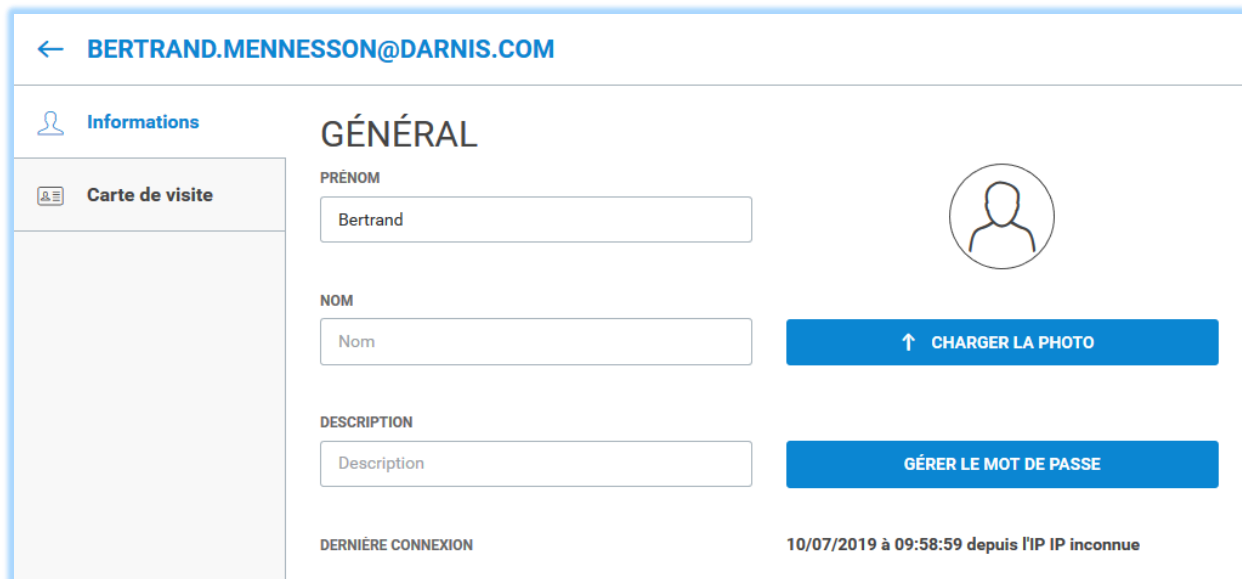 BERTRAND.MENNESSON@DARNIS.COM
Informations
Carte de visite
GÉNÉRAL
PRÉNOM
Bertrand
NOM
Nom
CHARGER LA PHOTO
DESCRIPTION
Description
GÉRER LE MOT DE PASSE
DERNIÈRE CONNEXION
10/07/2019 à 09:58:59 depuis l'IP IP inconnue